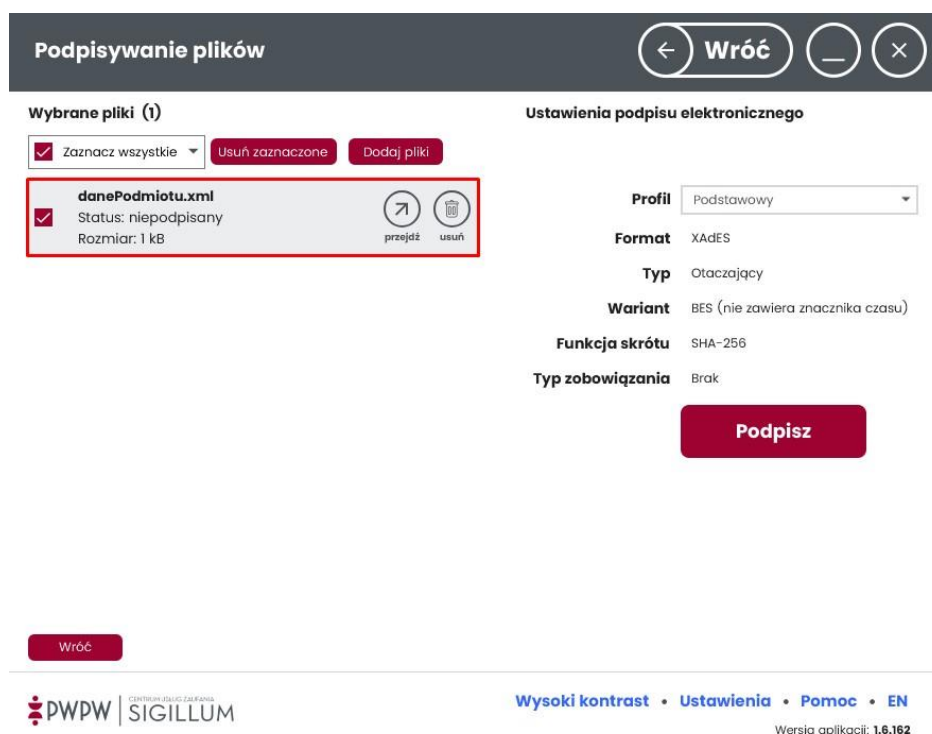 Podpisywanie plików
Wróć
Wybrane pliki (1)
Zaznacz wszystkie
Usuń zaznaczone
Dodaj pliki
danePodmiotu.xml
Status: niepodpisany
Rozmiar: 1 kB
przejdź
usuń
Ustawienia podpisu elektronicznego
Profil Podstawowy
Format XAdES
Typ Otaczający
Wariant BES (nie zawiera znacznika czasu)
Funkcja skrótu SHA-256
Typ zobowiązania Brak
Podpisz
Wróć
PWPW
CENTRUM USŁUG ZAUFANIA
SIGILLUM
Wysoki kontrast • Ustawienia • Pomoc • EN
Wersja aplikacji: 1.6.162